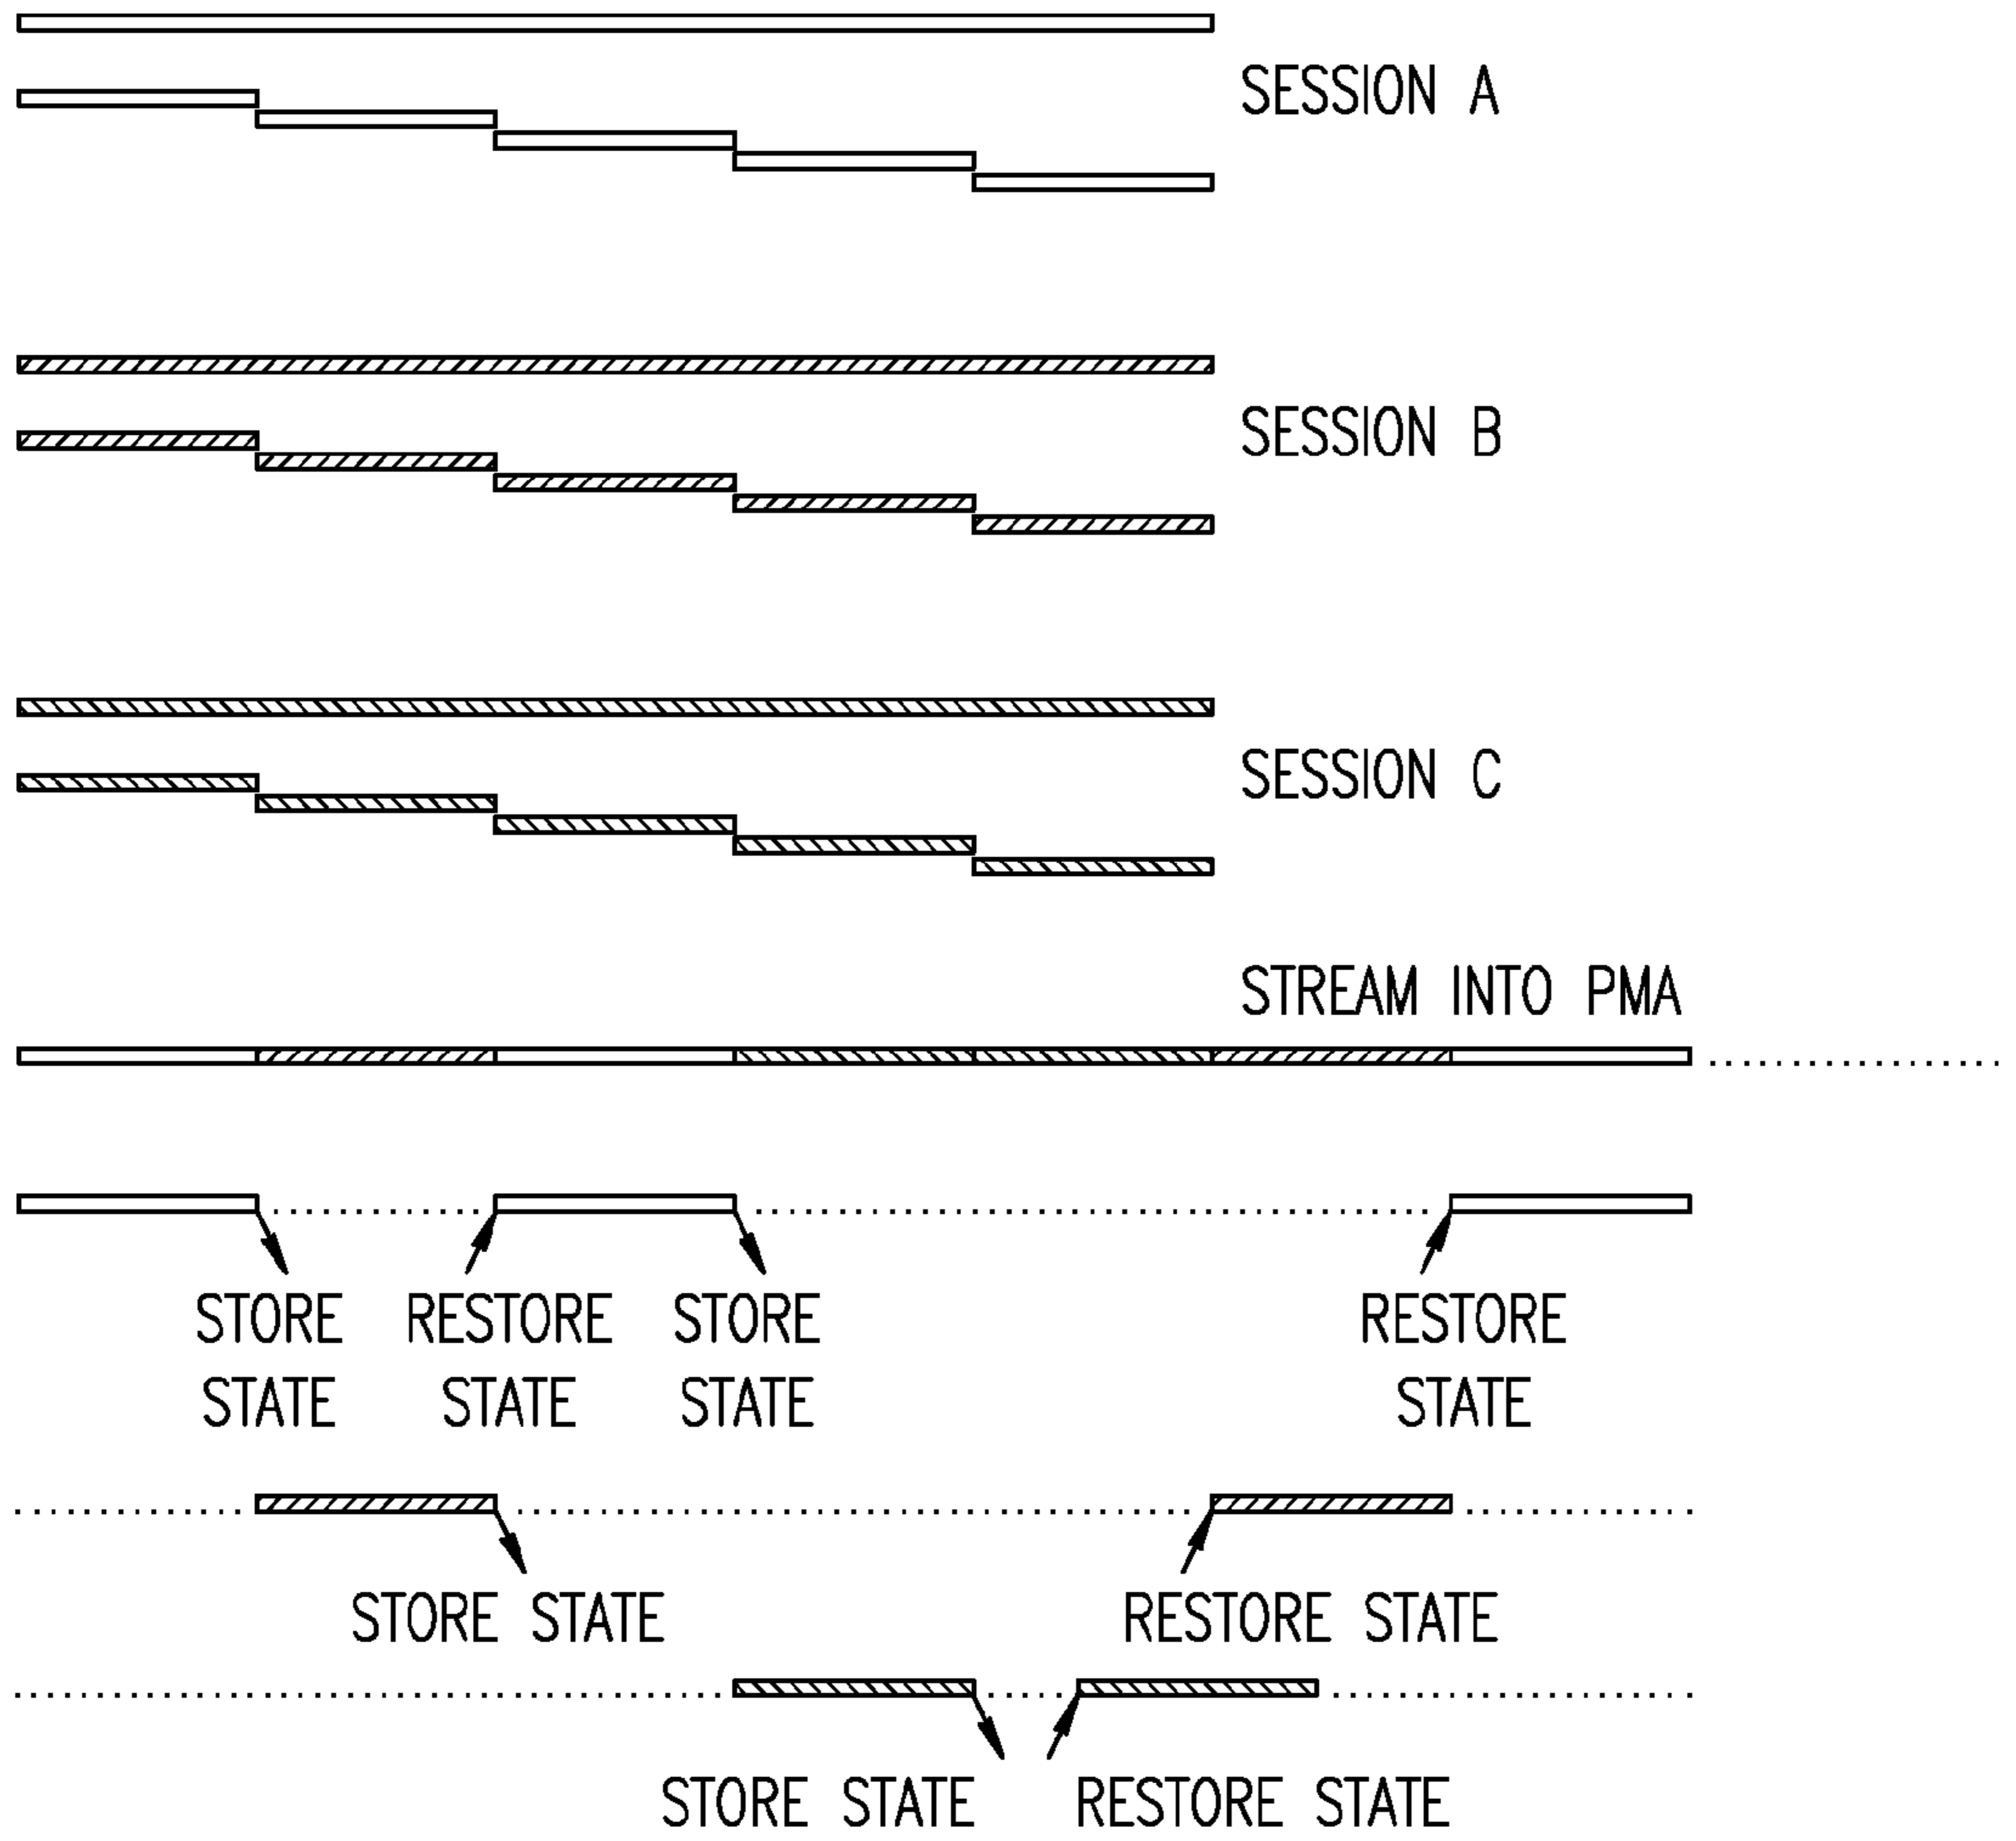 SESSION A
SESSION B
SESSION C
STREAM INTO PMA
STORE RESTORE STORE RESTORE
STATE STATE STATE STATE
STORE STATE RESTORE STATE
STORE STATE RESTORE STATE